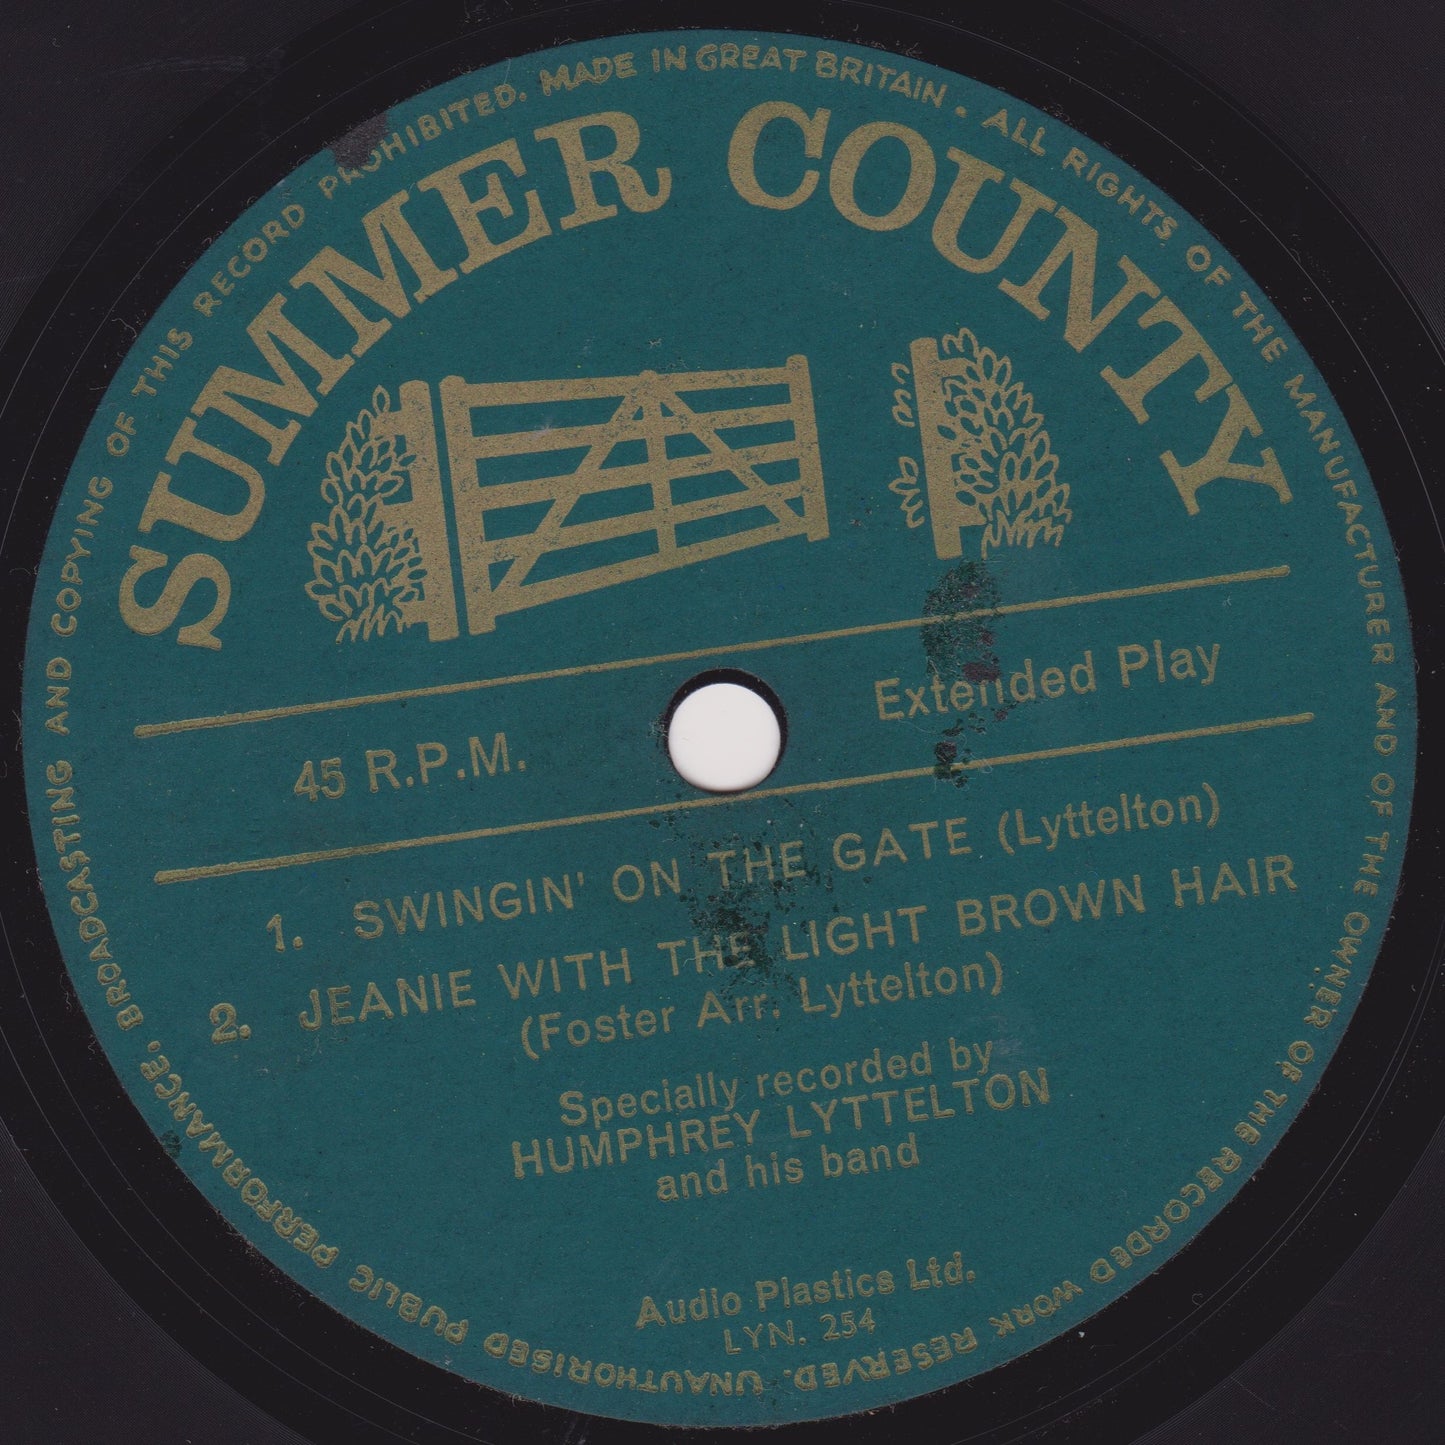 SUMMER COUNTY
45 R.P.M.
Extended Play
1. SWINGIN' ON THE GATE (Lyttelton)
2. JEANIE WITH THE LIGHT BROWN HAIR
(Foster Arr. Lyttelton)
Specially recorded by
HUMPHREY LYTTELTON
and his band
Audio Plastics Ltd.
LYN. 254
MADE IN GREAT BRITAIN . ALL RIGHTS OF THE MANUFACTURER AND OF THE OWNER OF THE RECORDED WORK RESERVED. UNAUTHORISED PUBLIC PERFORMANCE, BROADCASTING AND COPYING OF THIS RECORD PROHIBITED.